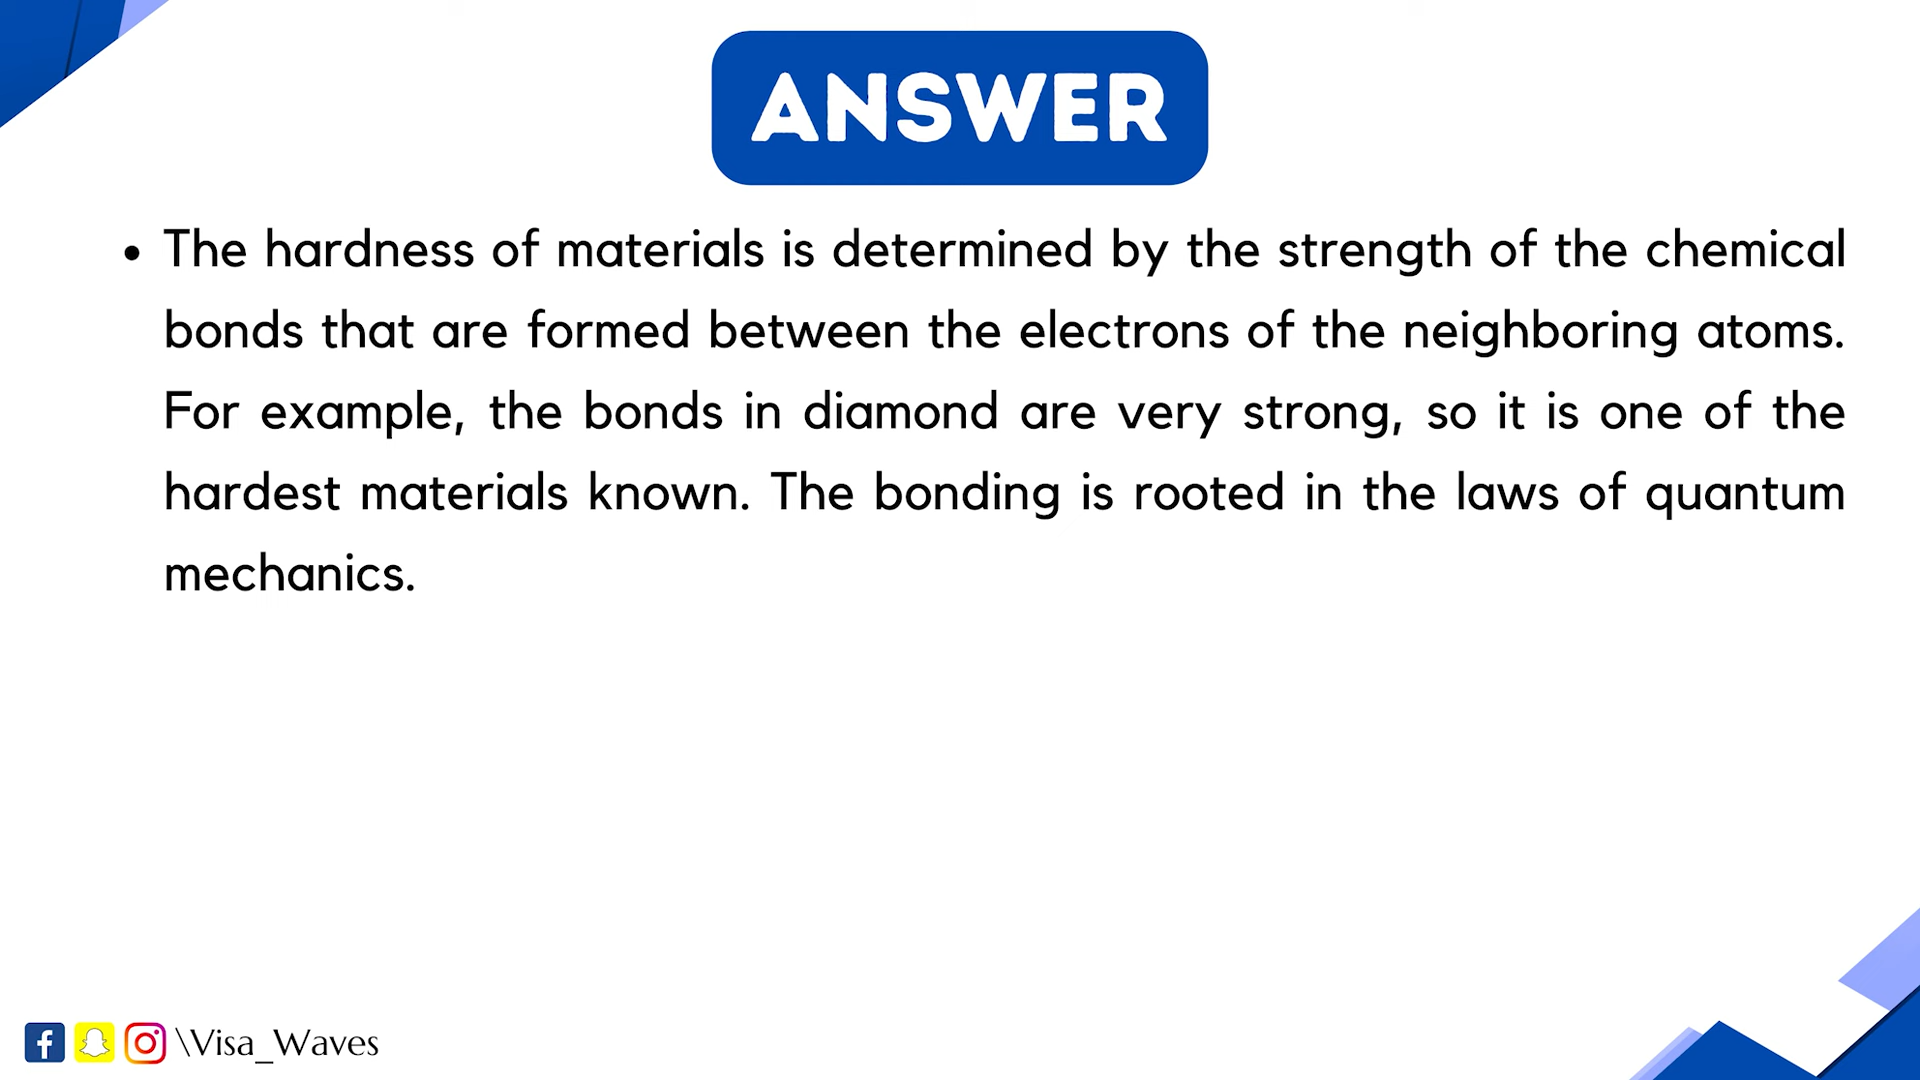 ANSWER
• The hardness of materials is determined by the strength of the chemical
bonds that are formed between the electrons of the neighboring atoms.
For example, the bonds in diamond are very strong, so it is one of the
hardest materials known. The bonding is rooted in the laws of quantum
mechanics.
\Visa_Waves